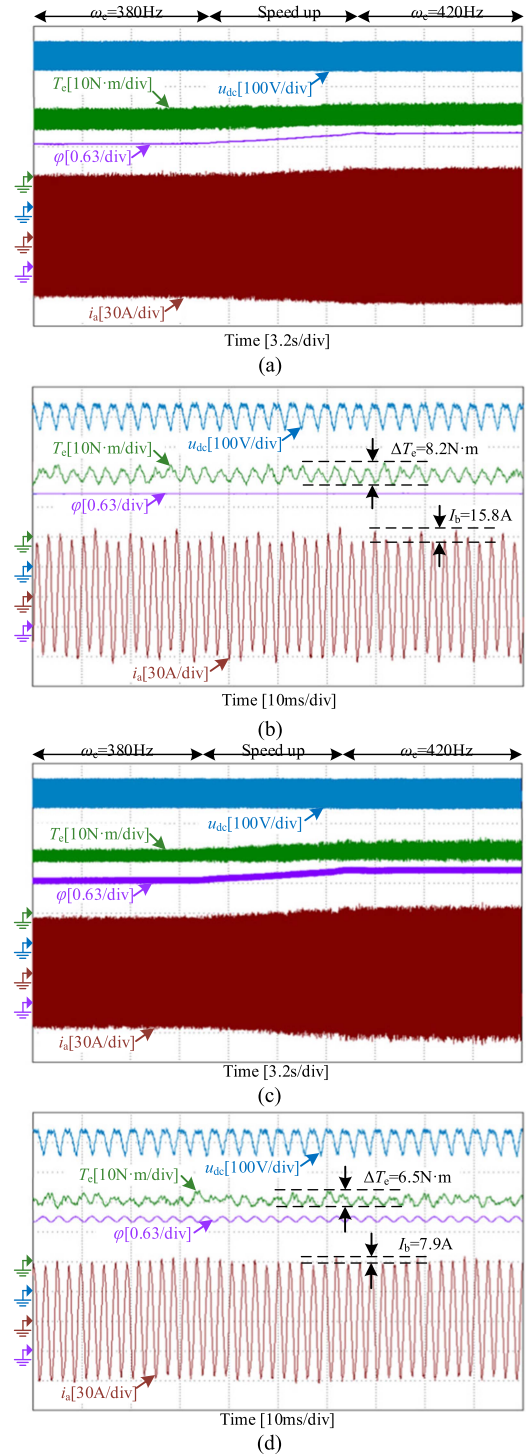 ωe=380Hz Speed up ωe=420Hz
Te[10N·m/div]
udc[100V/div]
φ[0.63/div]
ia[30A/div]
Time [3.2s/div]
(a)
Te[10N·m/div]
udc[100V/div]
ΔTe=8.2N·m
φ[0.63/div]
Ib=15.8A
ia[30A/div]
Time [10ms/div]
(b)
ωe=380Hz Speed up ωe=420Hz
Te[10N·m/div]
udc[100V/div]
φ[0.63/div]
ia[30A/div]
Time [3.2s/div]
(c)
Te[10N·m/div]
udc[100V/div]
ΔTe=6.5N·m
φ[0.63/div]
Ib=7.9A
ia[30A/div]
Time [10ms/div]
(d)